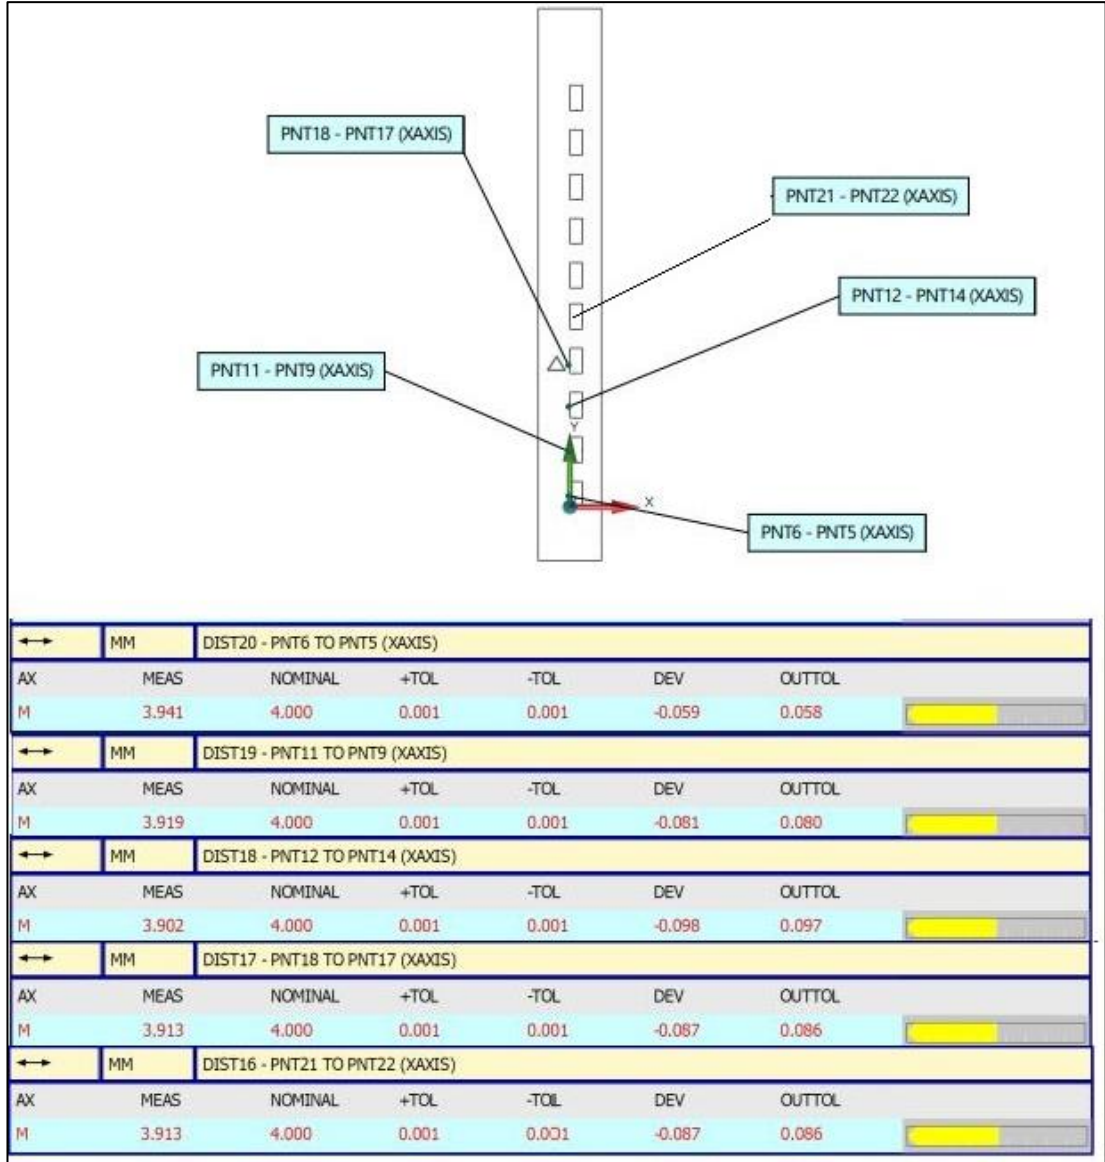 PNT18 - PNT17 (XAXIS)
PNT21 - PNT22 (XAXIS)
PNT12 - PNT14 (XAXIS)
PNT11 - PNT9 (XAXIS)
Y
X
PNT6 - PNT5 (XAXIS)
MM DIST20 - PNT6 TO PNT5 (XAXIS)
AX MEAS NOMINAL +TOL -TOL DEV OUTTOL
M 3.941 4.000 0.001 0.001 -0.059 0.058
MM DIST19 - PNT11 TO PNT9 (XAXIS)
AX MEAS NOMINAL +TOL -TOL DEV OUTTOL
M 3.919 4.000 0.001 0.001 -0.081 0.080
MM DIST18 - PNT12 TO PNT14 (XAXIS)
AX MEAS NOMINAL +TOL -TOL DEV OUTTOL
M 3.902 4.000 0.001 0.001 -0.098 0.097
MM DIST17 - PNT18 TO PNT17 (XAXIS)
AX MEAS NOMINAL +TOL -TOL DEV OUTTOL
M 3.913 4.000 0.001 0.001 -0.087 0.086
MM DIST16 - PNT21 TO PNT22 (XAXIS)
AX MEAS NOMINAL +TOL -TOL DEV OUTTOL
M 3.913 4.000 0.001 0.001 -0.087 0.086